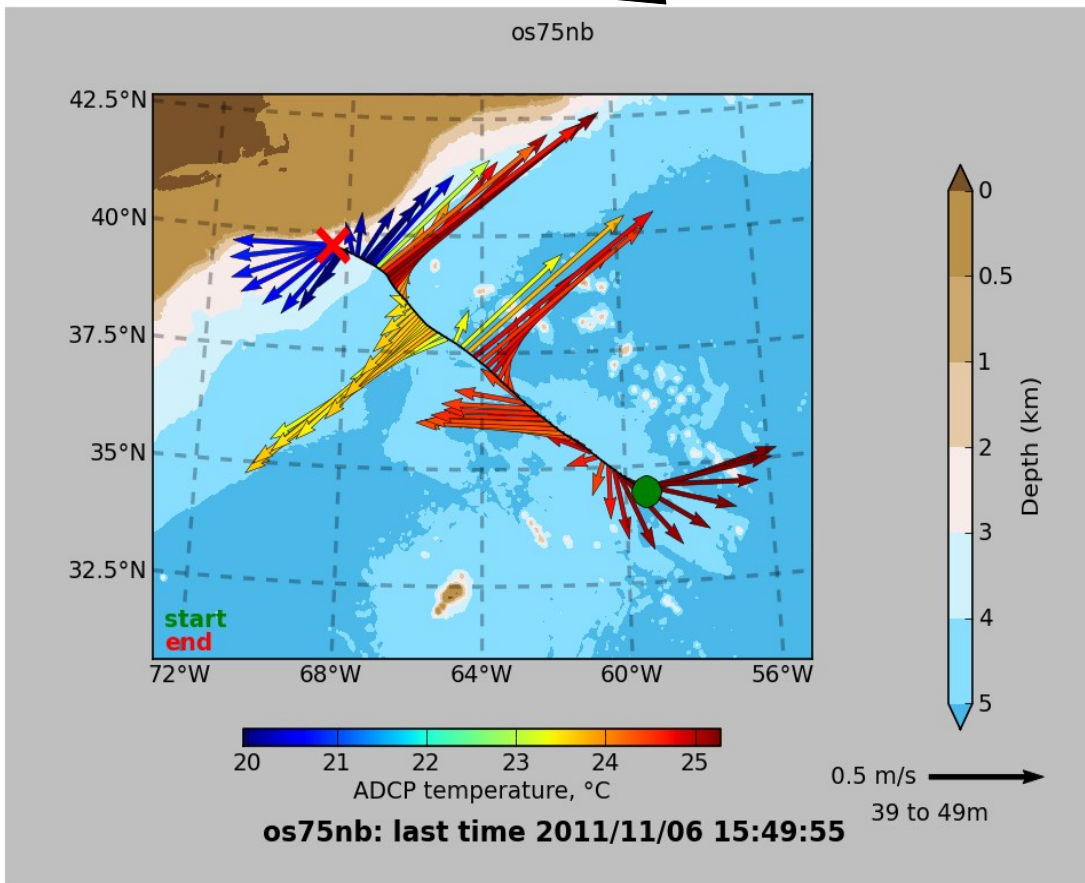 os75nb
42.5°N
40°N
37.5°N
35°N
32.5°N
72°W 68°W 64°W 60°W 56°W
start
end
0
0.5
1
2
3
4
5
Depth (km)
20 21 22 23 24 25
ADCP temperature, °C
0.5 m/s
39 to 49m
os75nb: last time 2011/11/06 15:49:55